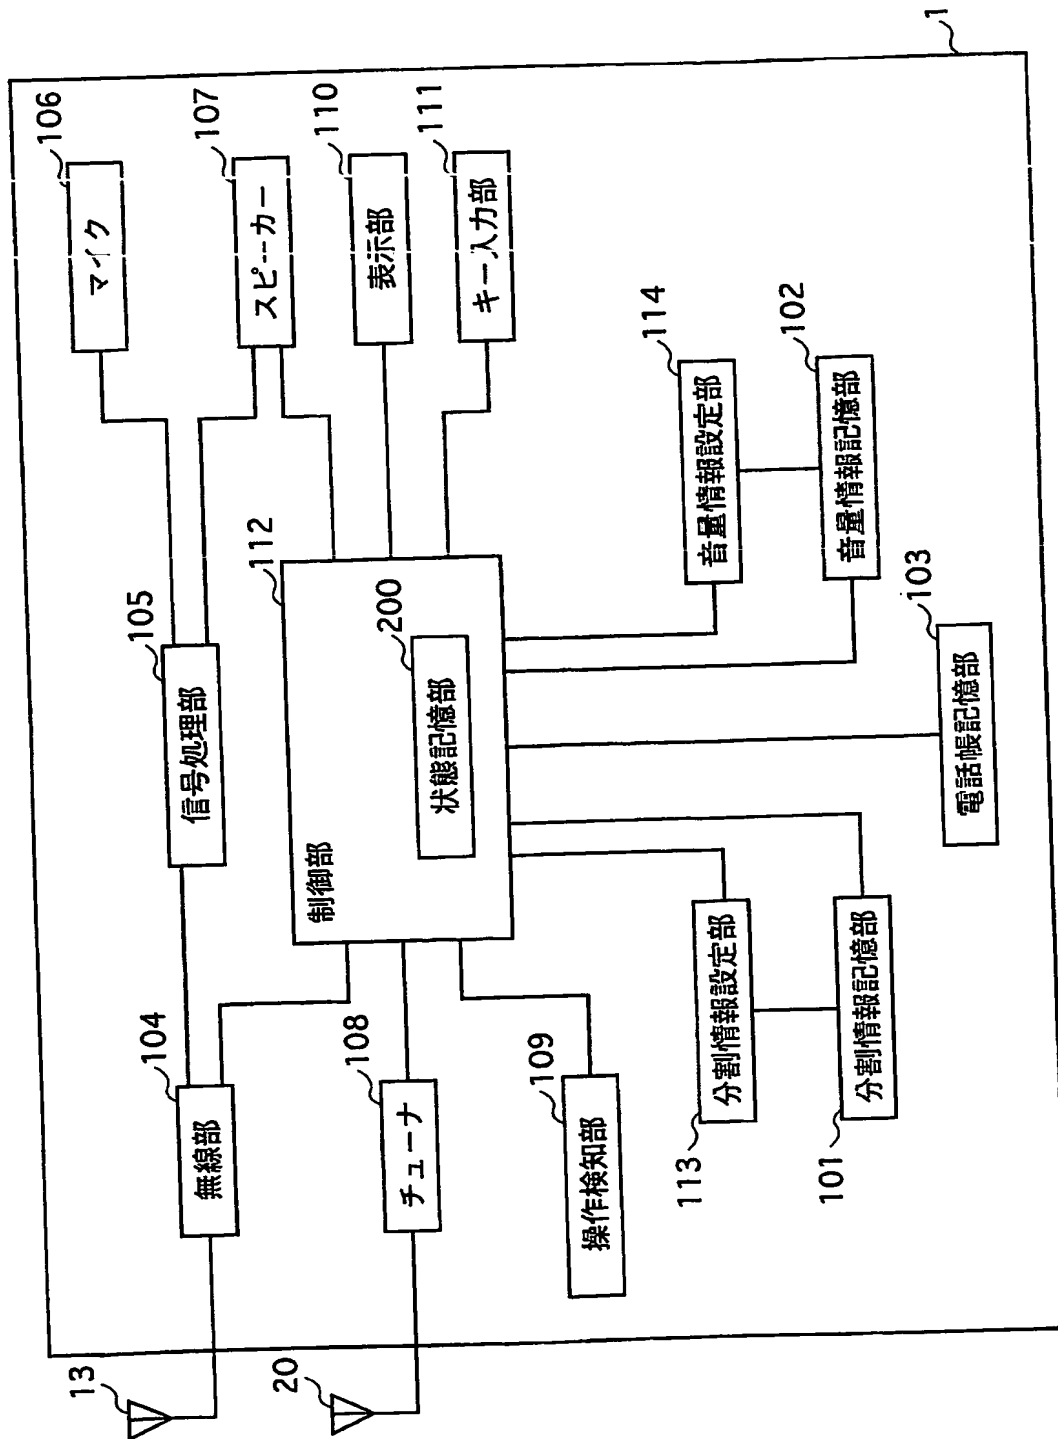 1
106
マイク
107
スピーカー
110
表示部
111
キー入力部
105
信号処理部
112
制御部
200
状態記憶部
114
音量情報設定部
102
音量情報記憶部
103
電話帳記憶部
13
104
無線部
20
108
チューナ
109
操作検知部
113
分割情報設定部
101
分割情報記憶部